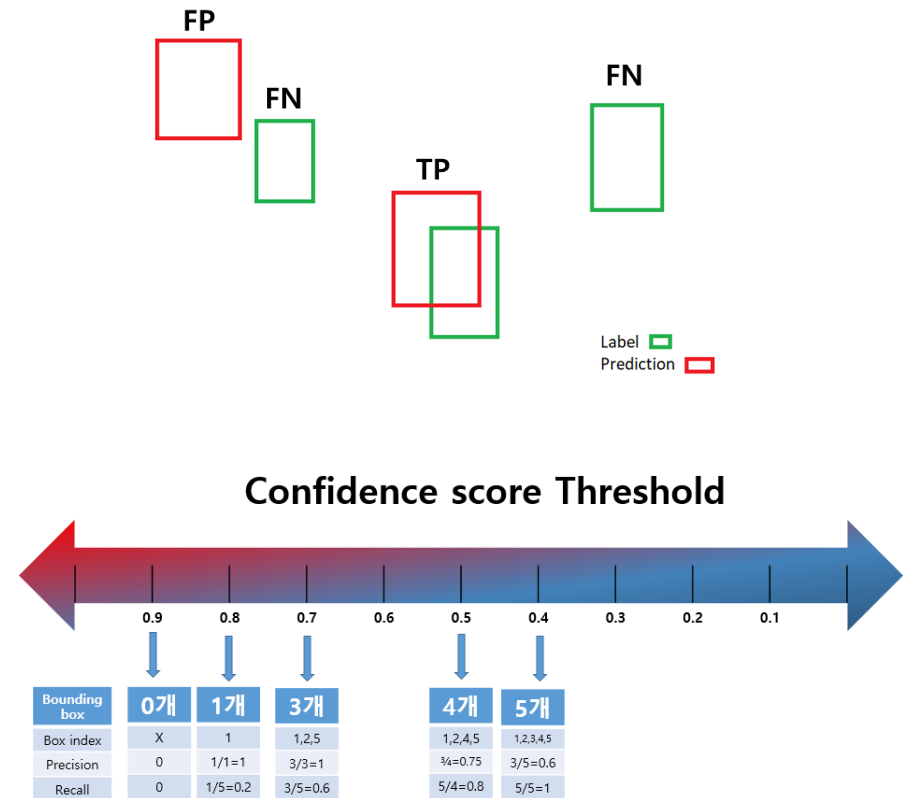 FP
FN
FN
TP
Label
Prediction
Confidence score Threshold
0.9 0.8 0.7 0.6 0.5 0.4 0.3 0.2 0.1
Bounding box 0개 1개 3개 4개 5개
Box index X 1 1,2,5 1,2,4,5 1,2,3,4,5
Precision 0 1/1=1 3/3=1 ¾=0.75 3/5=0.6
Recall 0 1/5=0.2 3/5=0.6 5/4=0.8 5/5=1